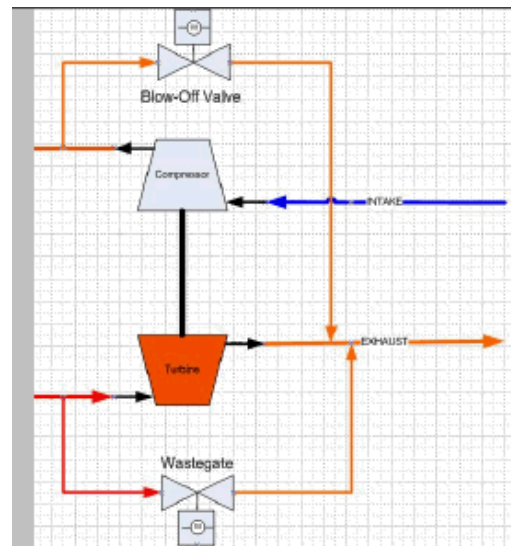 Blow-Off Valve
Compressor
INTAKE
EXHAUST
Turbine
Wastegate